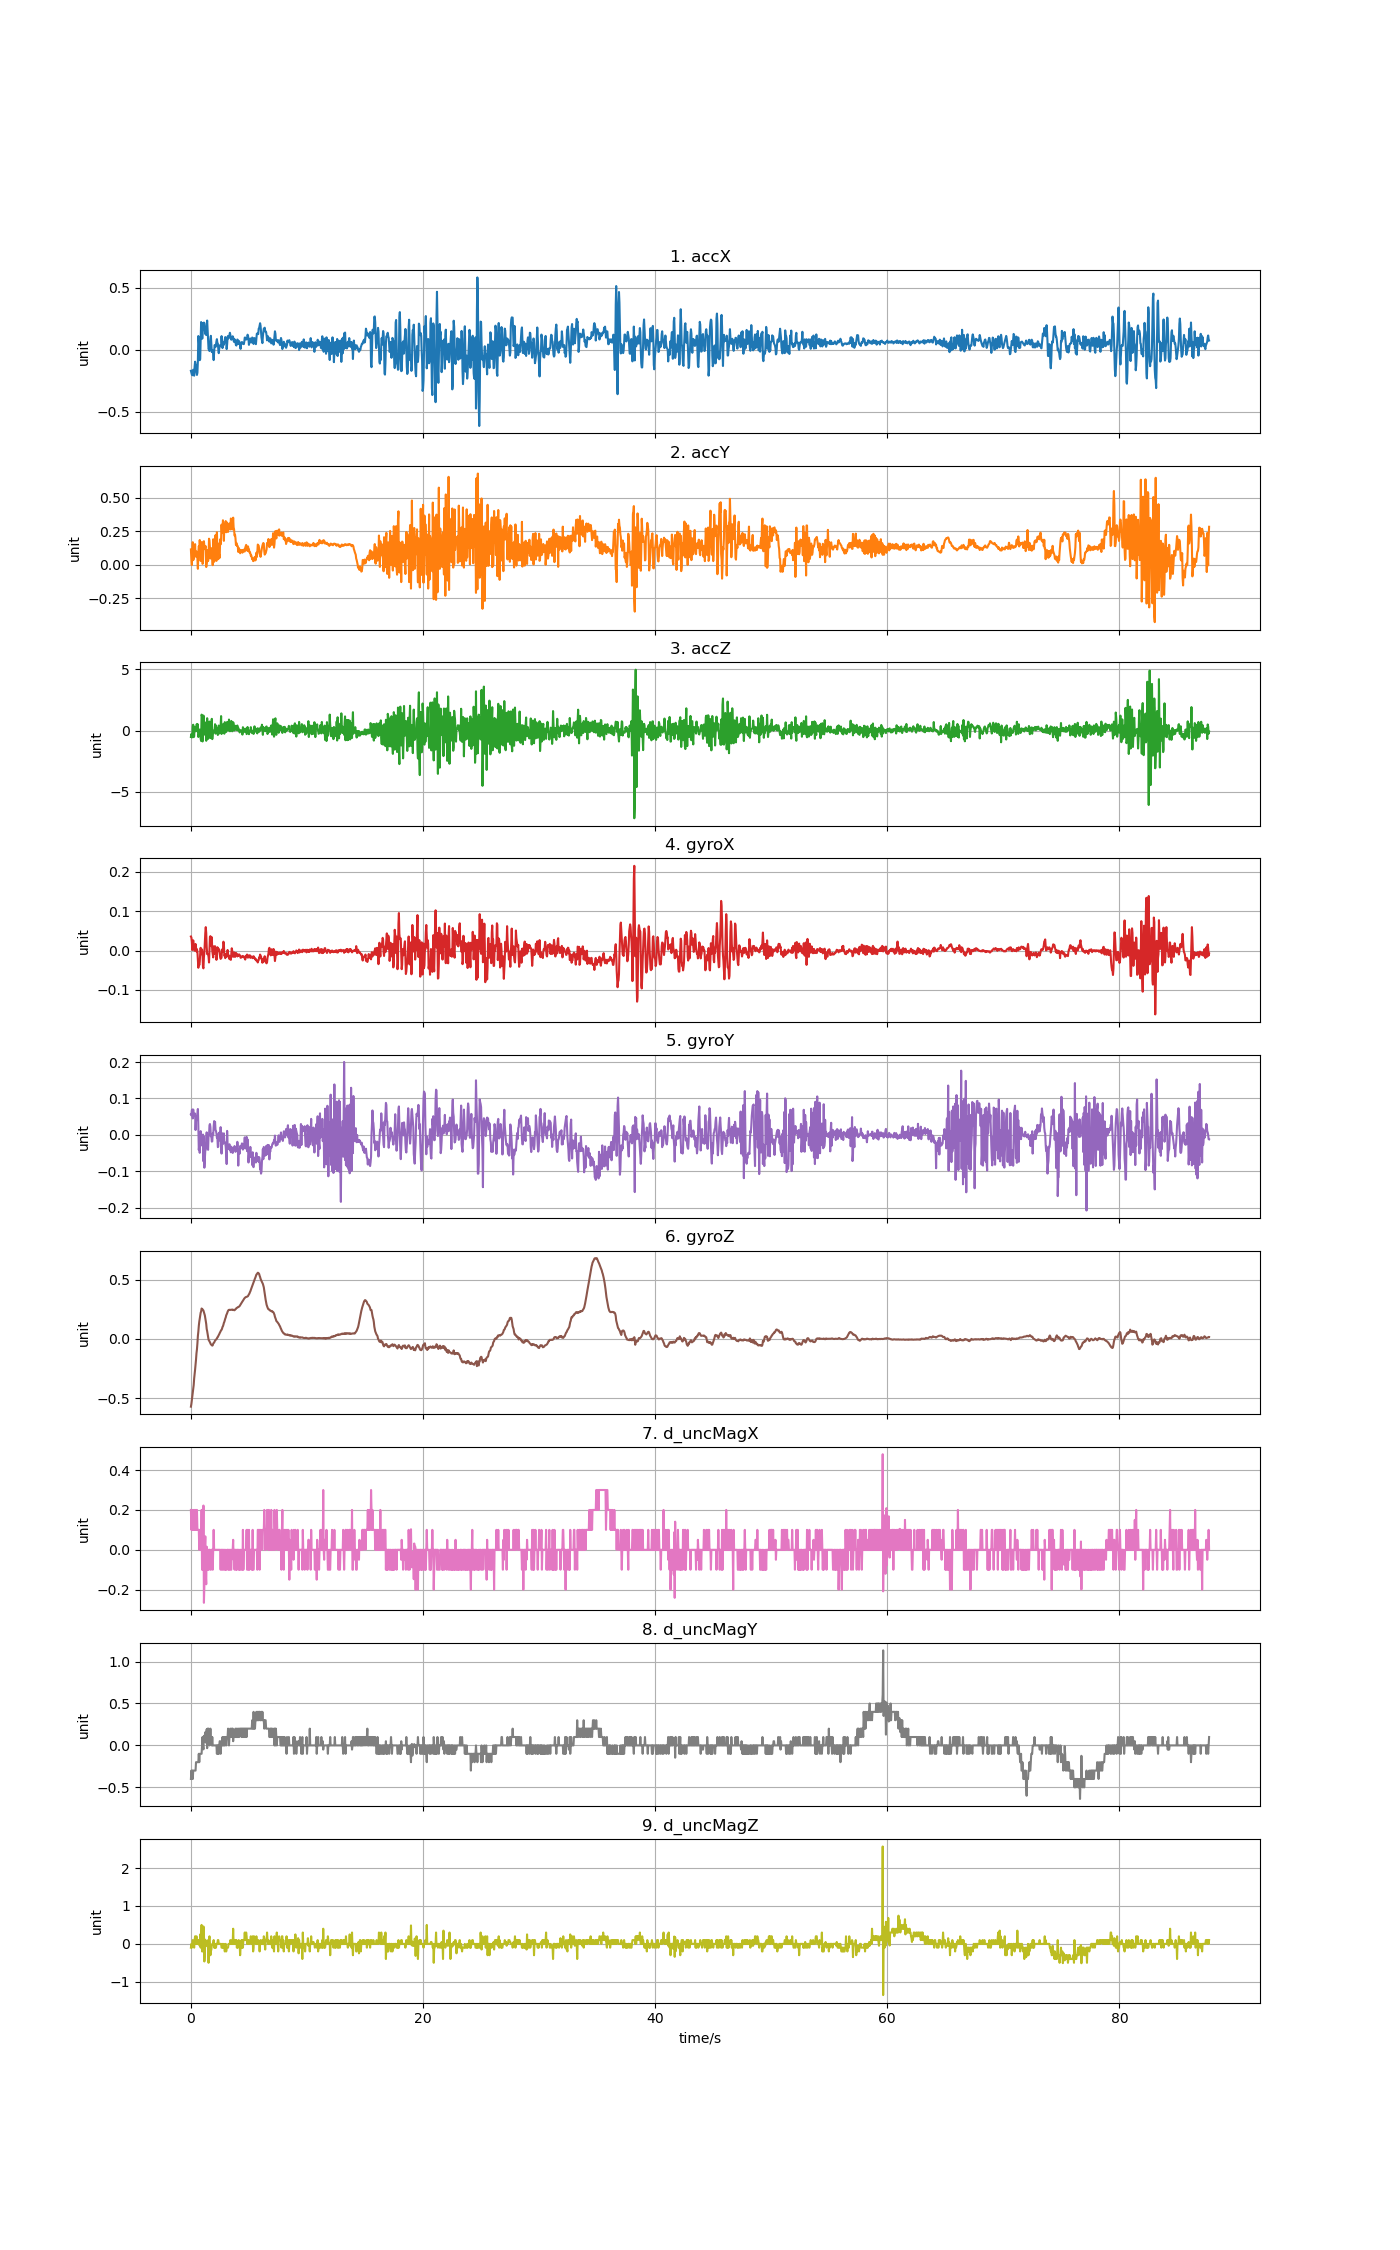 1. accX
0.5
0.0
−0.5
unit
2. accY
0.50
0.25
0.00
−0.25
unit
3. accZ
5
0
−5
unit
4. gyroX
0.2
0.1
0.0
−0.1
unit
5. gyroY
0.2
0.1
0.0
−0.1
−0.2
unit
6. gyroZ
0.5
0.0
−0.5
unit
7. d_uncMagX
0.4
0.2
0.0
−0.2
unit
8. d_uncMagY
1.0
0.5
0.0
−0.5
unit
9. d_uncMagZ
2
1
0
−1
unit
0 20 40 60 80
time/s